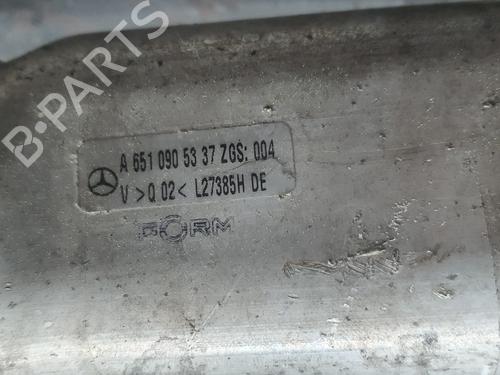 B-PARTS
A 651 090 53 37 ZGS: 004
V > Q 02 < L27385H DE
FORM